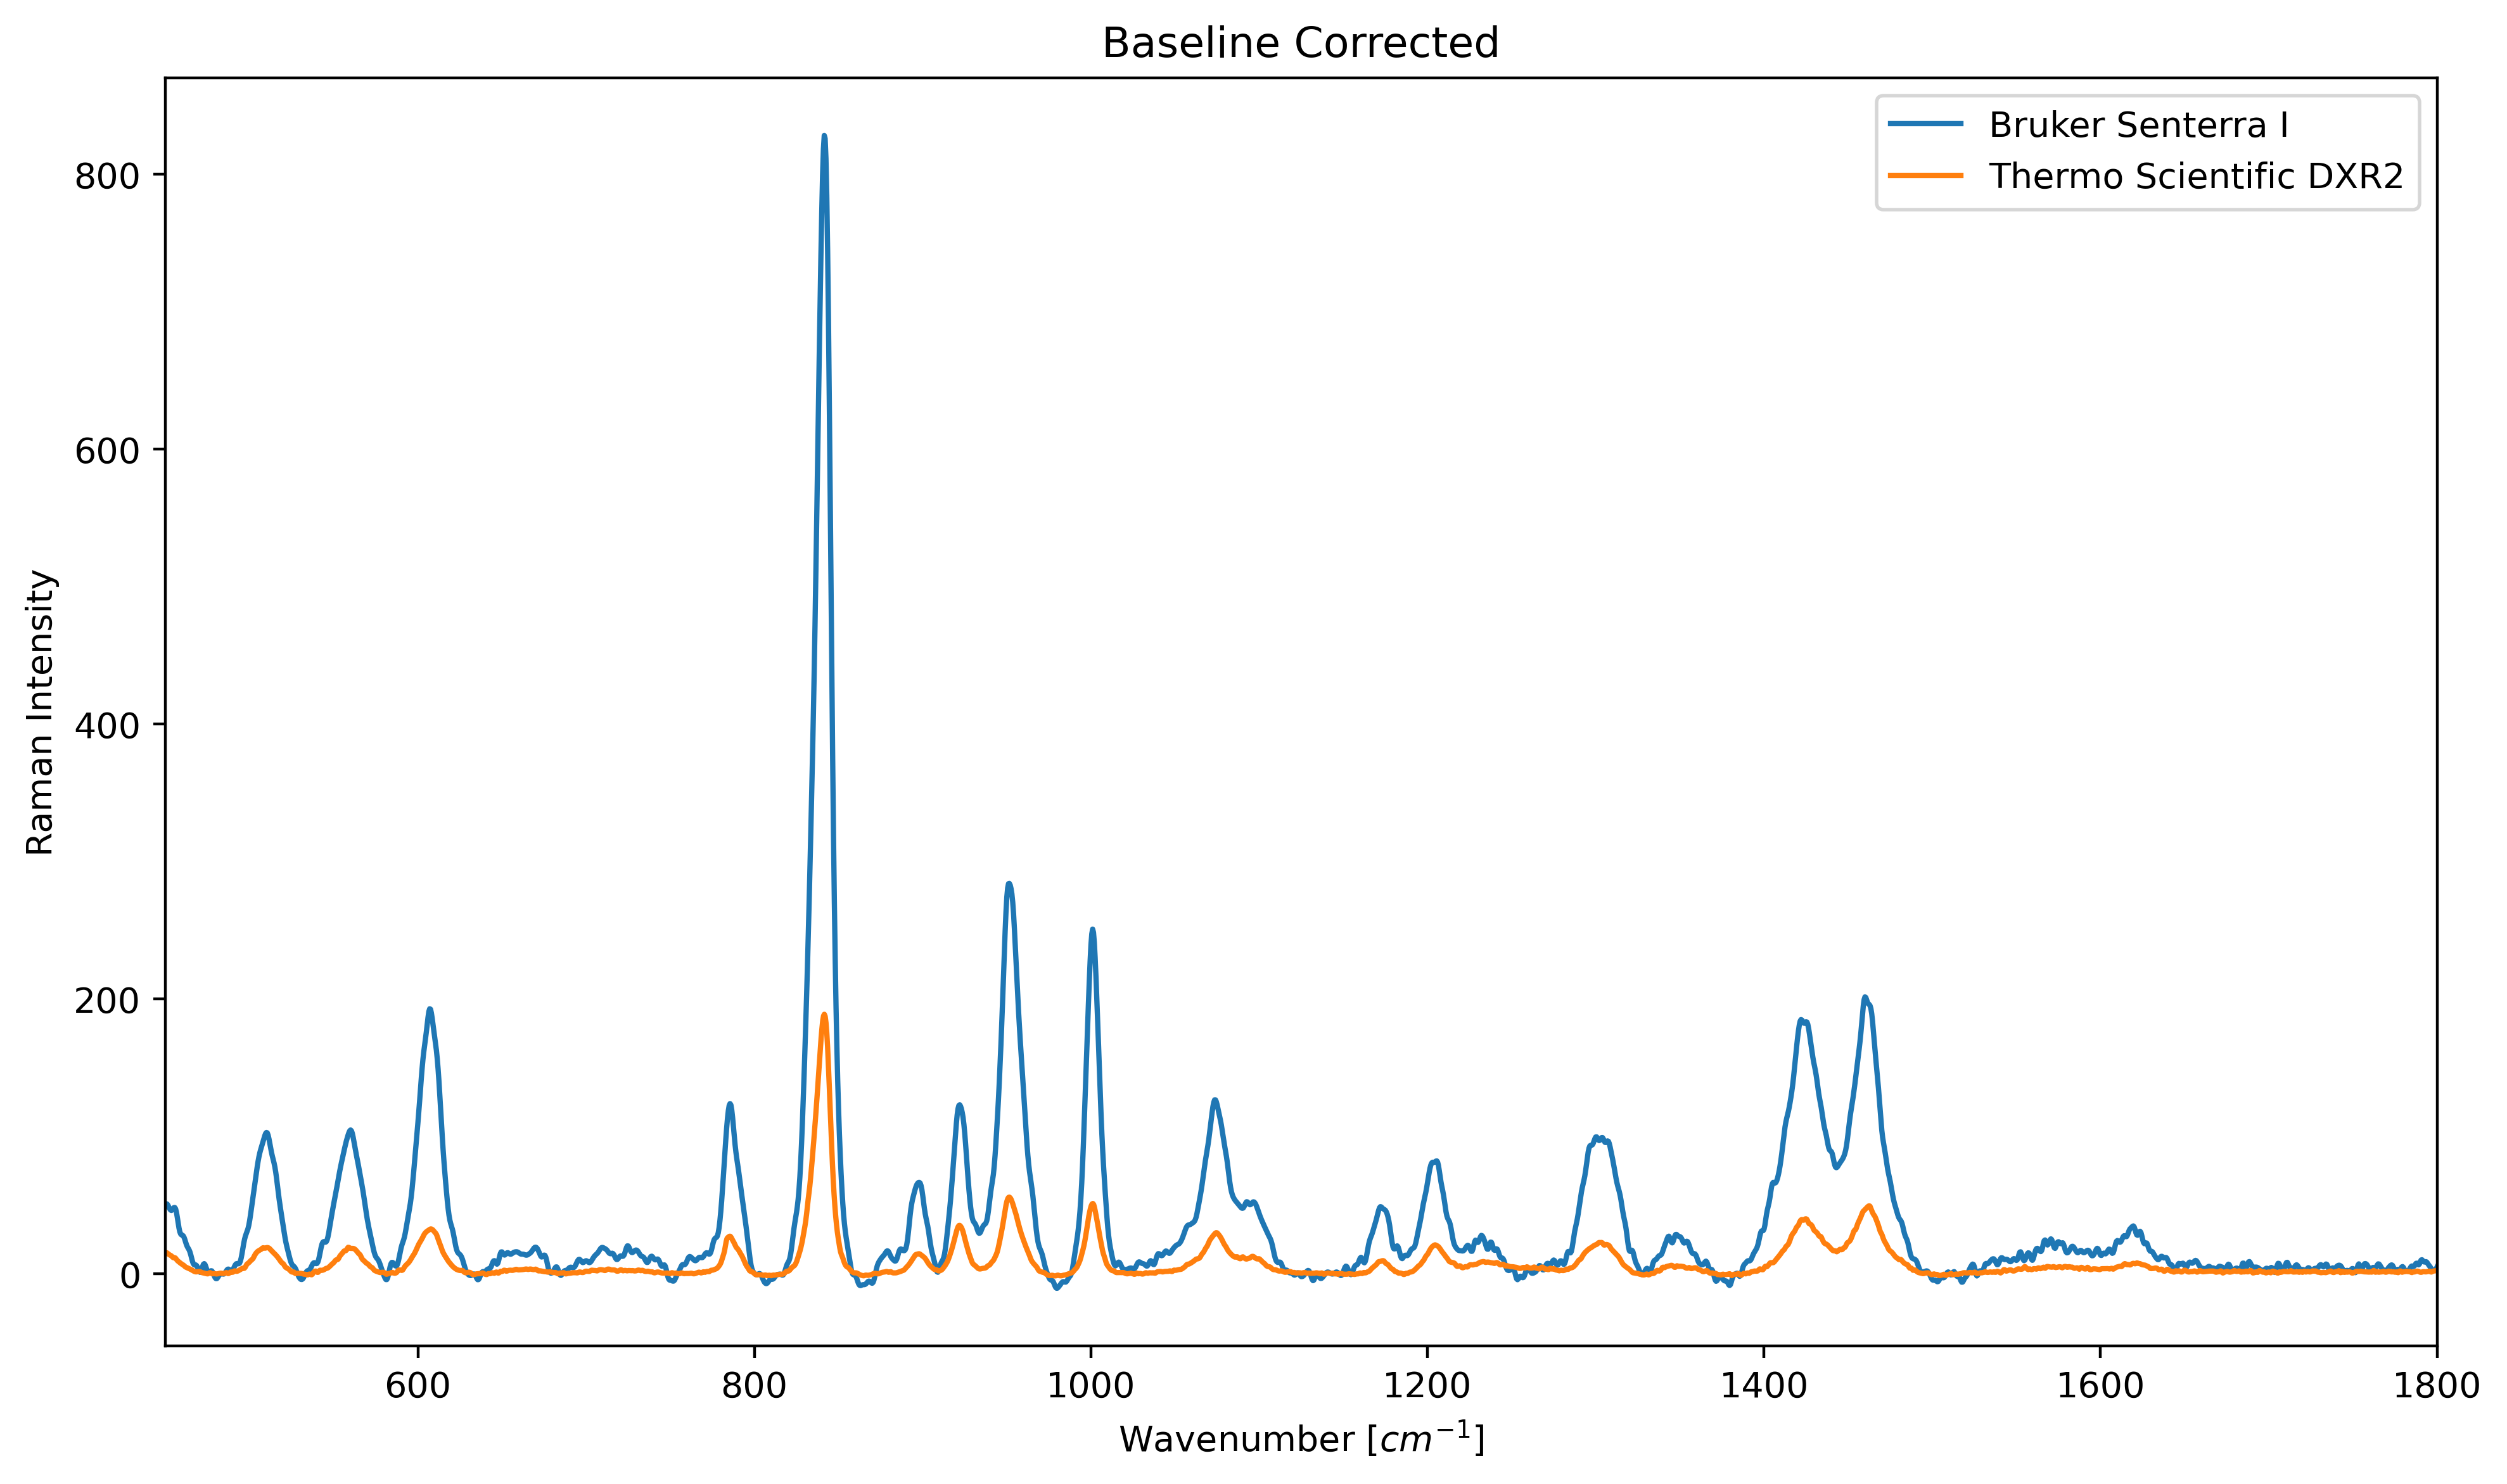 Baseline Corrected
Bruker Senterra I
Thermo Scientific DXR2
Raman Intensity
800
600
400
200
0
600 800 1000 1200 1400 1600 1800
Wavenumber [cm⁻¹]